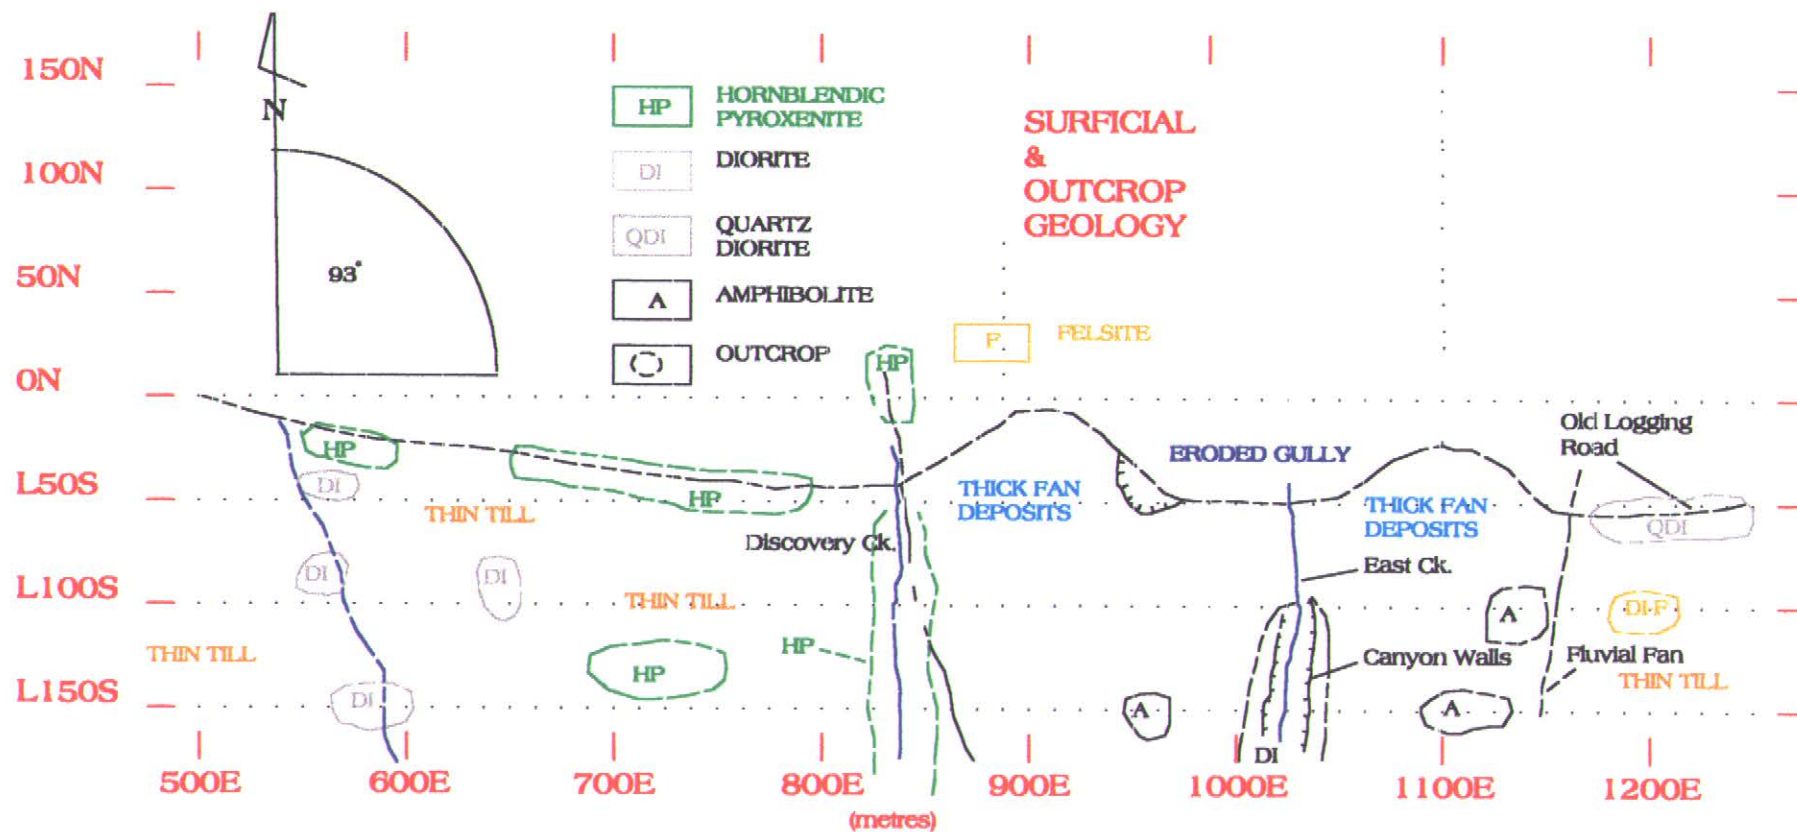 150N
N
100N
93°
50N
0N
L50S
L100S
L150S
HP
HORNBLENDIC
PYROXENITE
DI
DIORITE
QDI
QUARTZ
DIORITE
A
AMPHIBOLITE
OUTCROP
SURFICIAL
&
OUTCROP
GEOLOGY
F
FELSITE
HP
HP
DI
THIN TILL
HP
Discovery Ck.
THICK FAN
DEPOSITS
ERODED GULLY
THICK FAN
DEPOSITS
Old Logging
Road
QDI
DI
DI
THIN TILL
East Ck.
A
DI-F
THIN TILL
HP
HP
Canyon Walls
Fluvial Fan
THIN TILL
DI
A
A
DI
500E
600E
700E
800E
900E
1000E
1100E
1200E
(metres)